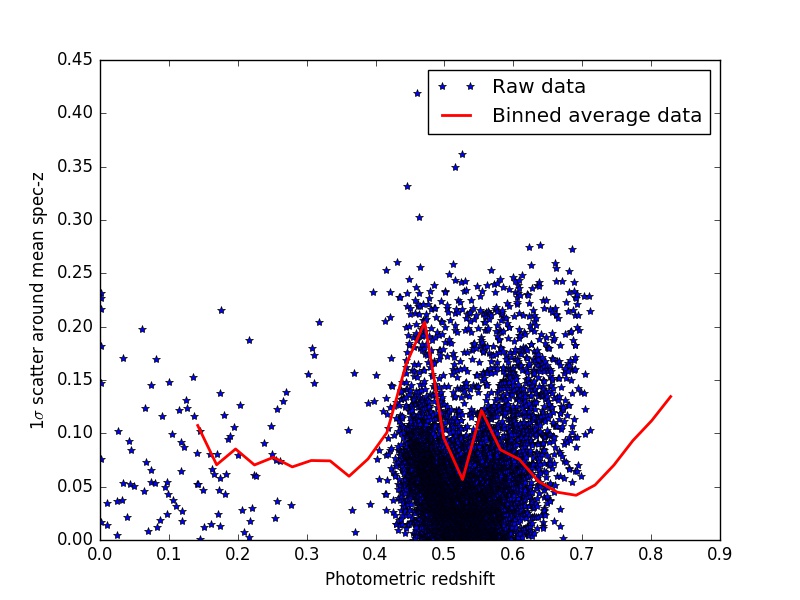 0.45
0.40
0.35
0.30
0.25
0.20
0.15
0.10
0.05
0.00
1σ scatter around mean spec-z
Raw data
Binned average data
0.0 0.1 0.2 0.3 0.4 0.5 0.6 0.7 0.8 0.9
Photometric redshift